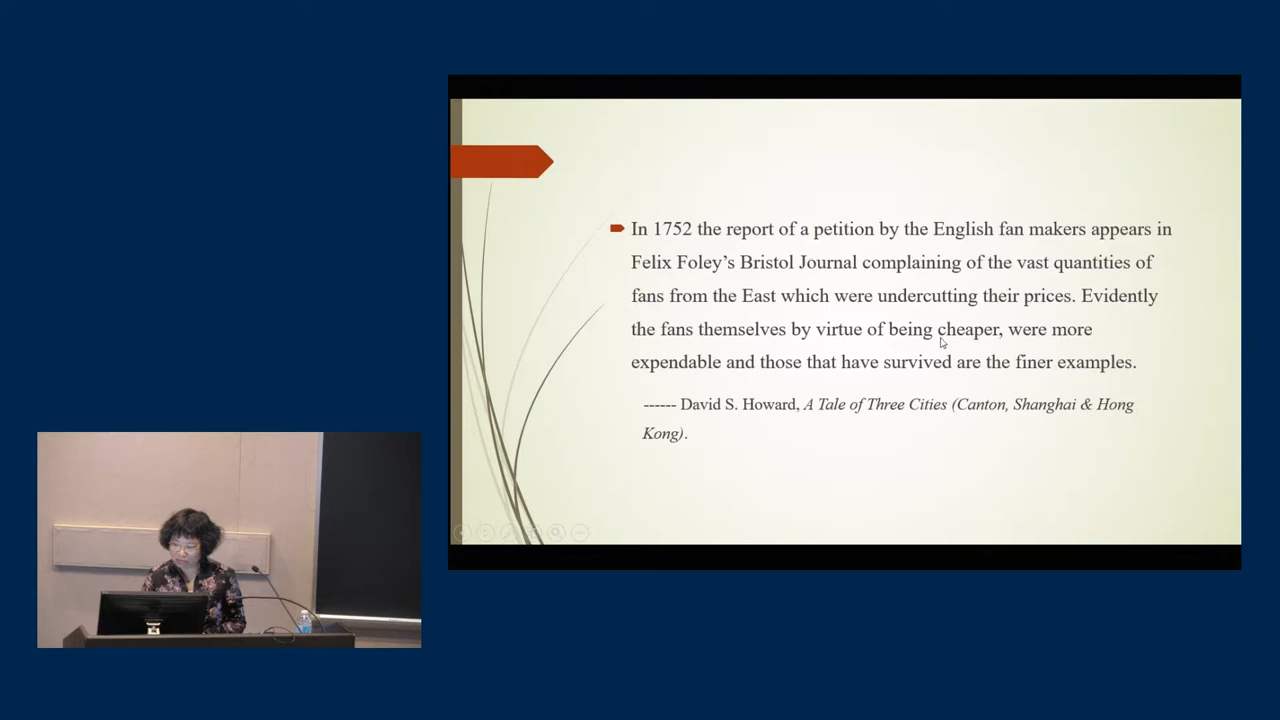 In 1752 the report of a petition by the English fan makers appears in
Felix Foley’s Bristol Journal complaining of the vast quantities of
fans from the East which were undercutting their prices. Evidently
the fans themselves by virtue of being cheaper, were more
expendable and those that have survived are the finer examples.
------ David S. Howard, A Tale of Three Cities (Canton, Shanghai & Hong
Kong).